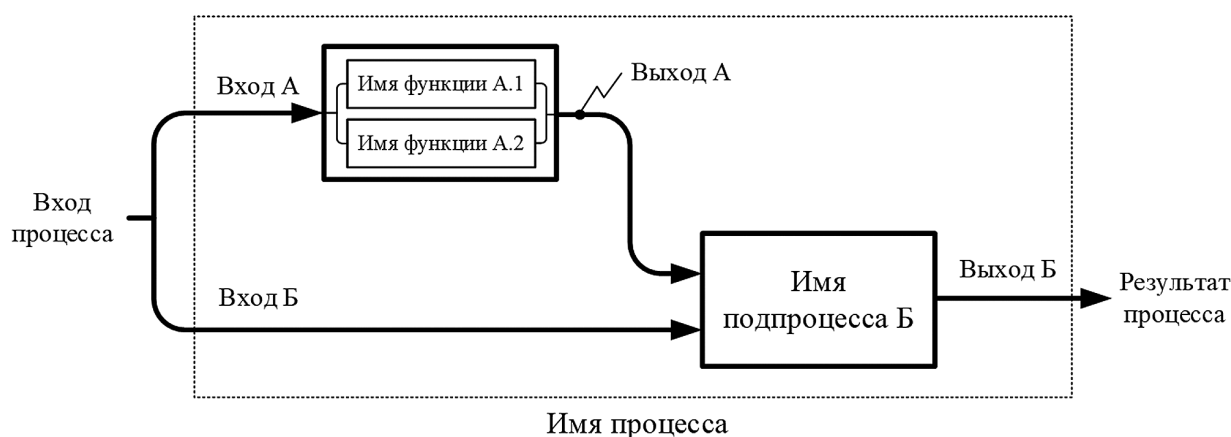 Вход А
Имя функции А.1
Имя функции А.2
Выход А
Вход
процесса
Вход Б
Имя
подпроцесса Б
Выход Б
Результат
процесса
Имя процесса